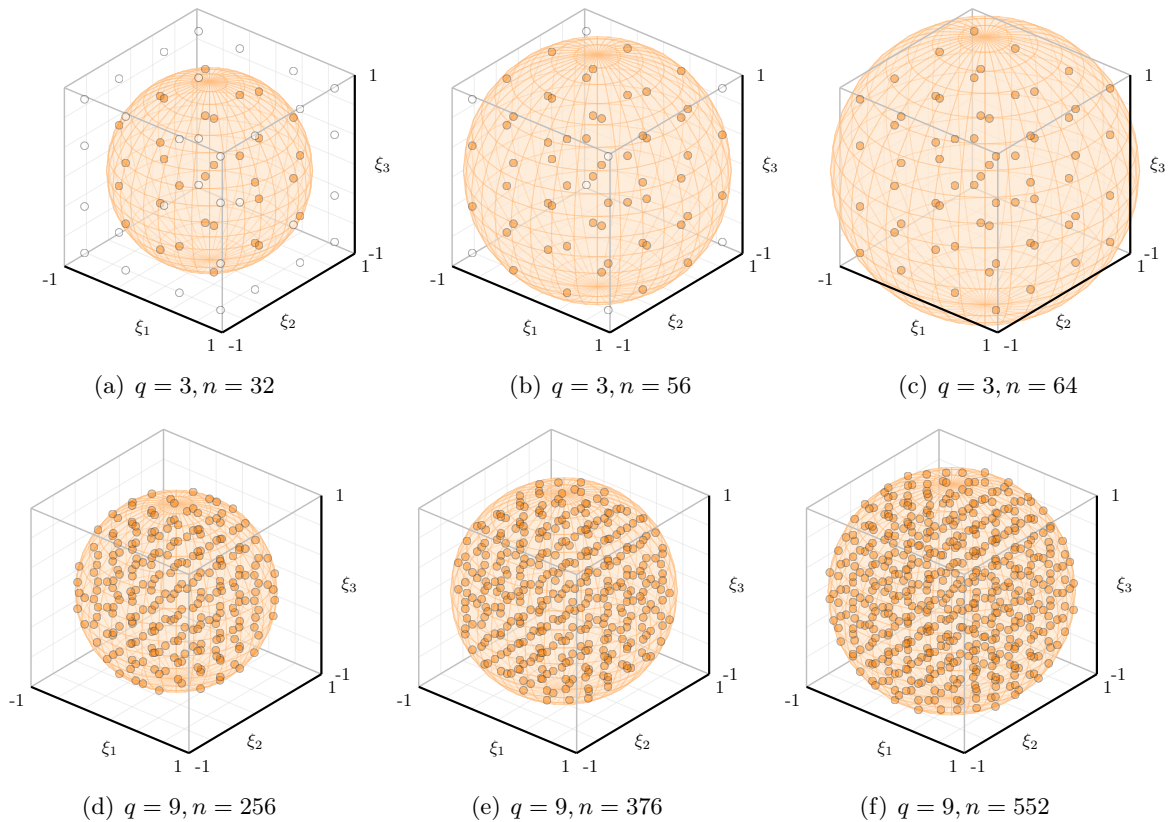 1
ξ3
-1
-1
1
ξ1
ξ2
1
-1
(a) q = 3, n = 32
1
ξ3
-1
-1
1
ξ1
ξ2
1
-1
(b) q = 3, n = 56
1
ξ3
-1
-1
1
ξ1
ξ2
1
-1
(c) q = 3, n = 64
1
ξ3
-1
-1
1
ξ1
ξ2
1
-1
(d) q = 9, n = 256
1
ξ3
-1
-1
1
ξ1
ξ2
1
-1
(e) q = 9, n = 376
1
ξ3
-1
-1
1
ξ1
ξ2
1
-1
(f) q = 9, n = 552